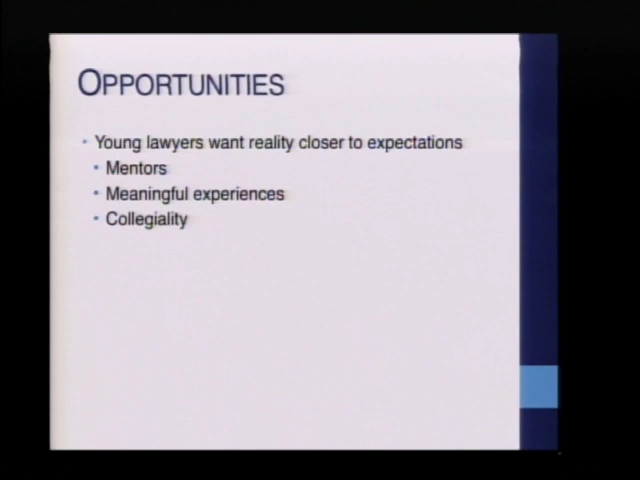 OPPORTUNITIES
• Young lawyers want reality closer to expectations
• Mentors
• Meaningful experiences
• Collegiality